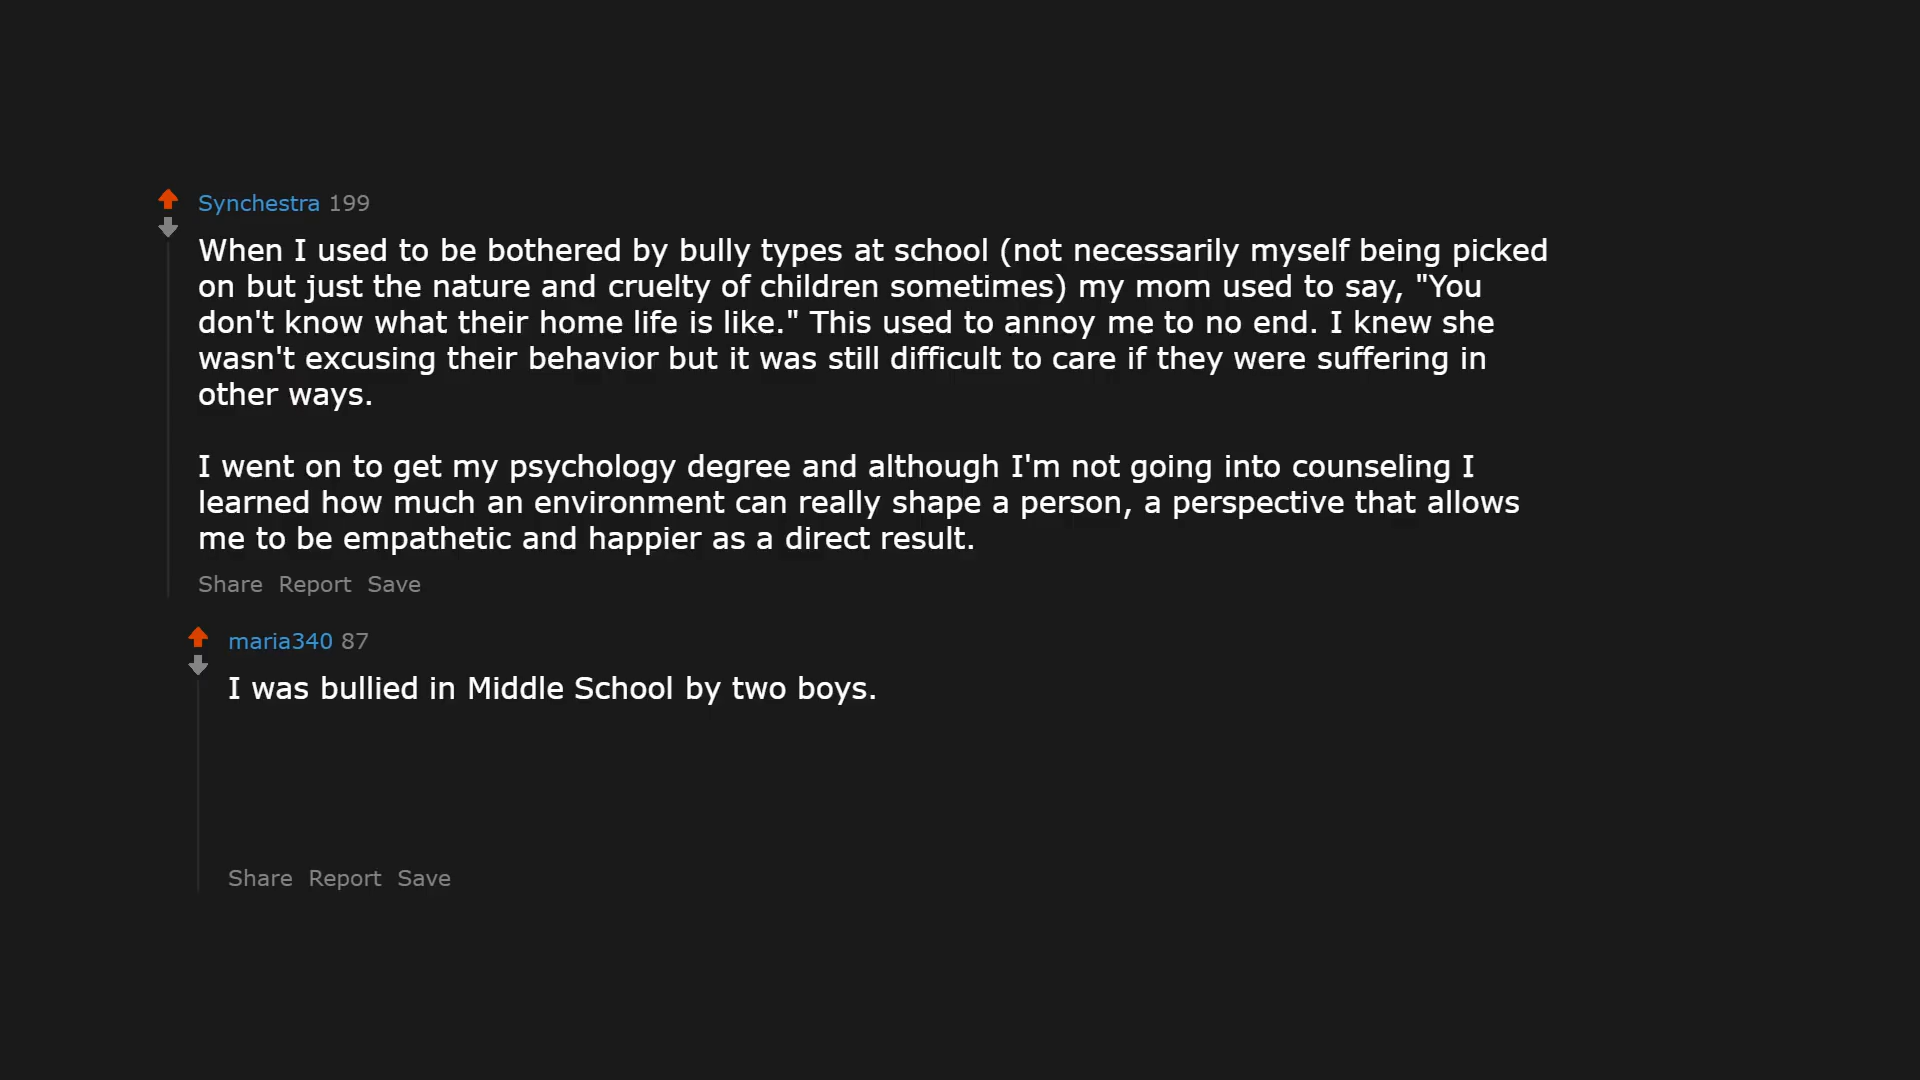 Synchestra 199
When I used to be bothered by bully types at school (not necessarily myself being picked
on but just the nature and cruelty of children sometimes) my mom used to say, "You
don't know what their home life is like." This used to annoy me to no end. I knew she
wasn't excusing their behavior but it was still difficult to care if they were suffering in
other ways.
I went on to get my psychology degree and although I'm not going into counseling I
learned how much an environment can really shape a person, a perspective that allows
me to be empathetic and happier as a direct result.
Share Report Save
maria340 87
I was bullied in Middle School by two boys.
Share Report Save